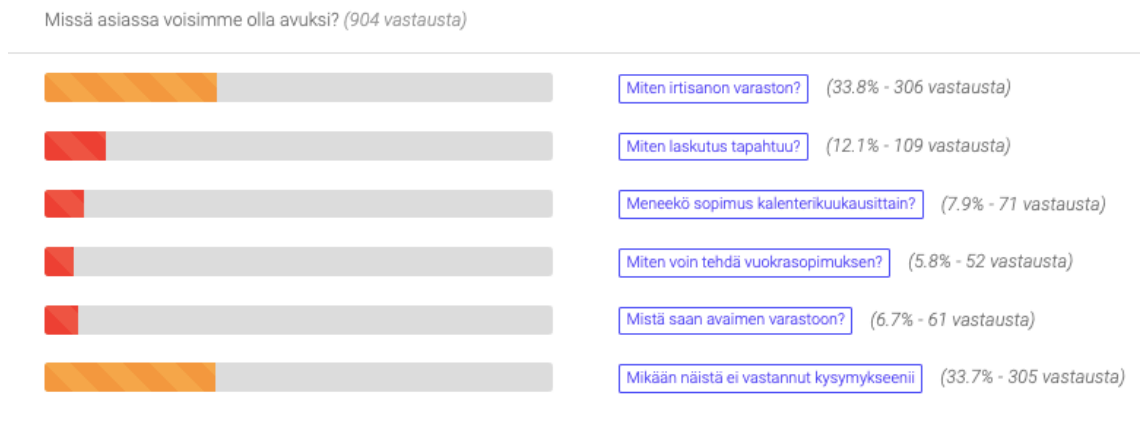 Missä asiassa voisimme olla avuksi? (904 vastausta)
Miten irtisanon varaston? (33.8% - 306 vastausta)
Miten laskutus tapahtuu? (12.1% - 109 vastausta)
Meneekö sopimus kalenterikuukausittain? (7.9% - 71 vastausta)
Miten voin tehdä vuokrasopimuksen? (5.8% - 52 vastausta)
Mistä saan avaimen varastoon? (6.7% - 61 vastausta)
Mikään näistä ei vastannut kysymykseenii (33.7% - 305 vastausta)